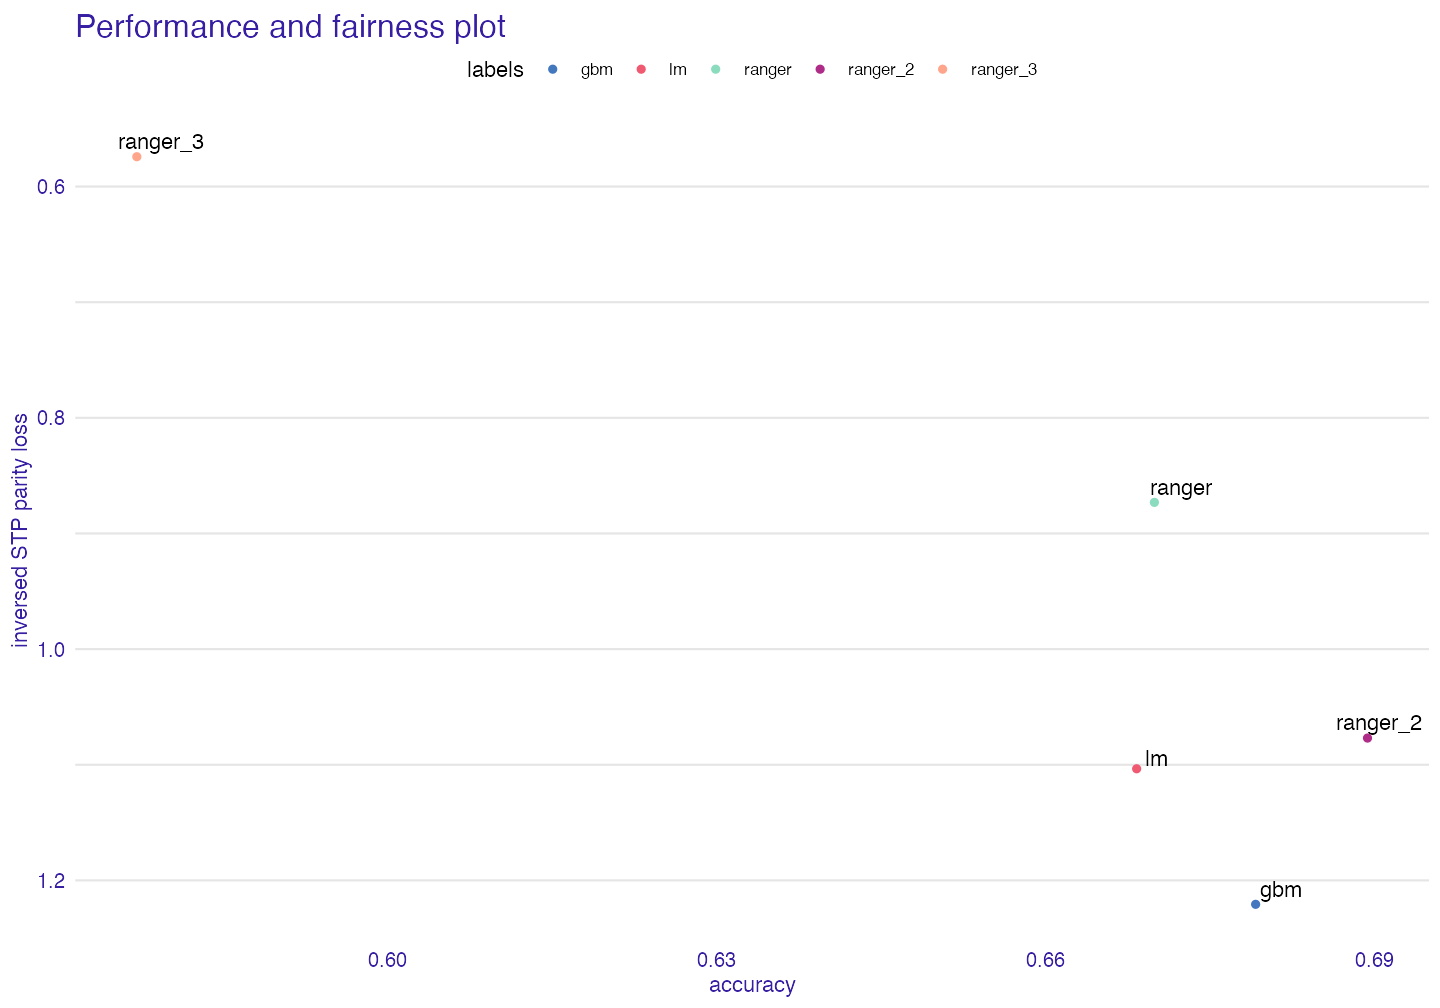 Performance and fairness plot
labels gbm lm ranger ranger_2 ranger_3
ranger_3
0.6
0.8
ranger
inversed STP parity loss
1.0
ranger_2
lm
1.2
gbm
0.60 0.63 0.66 0.69
accuracy